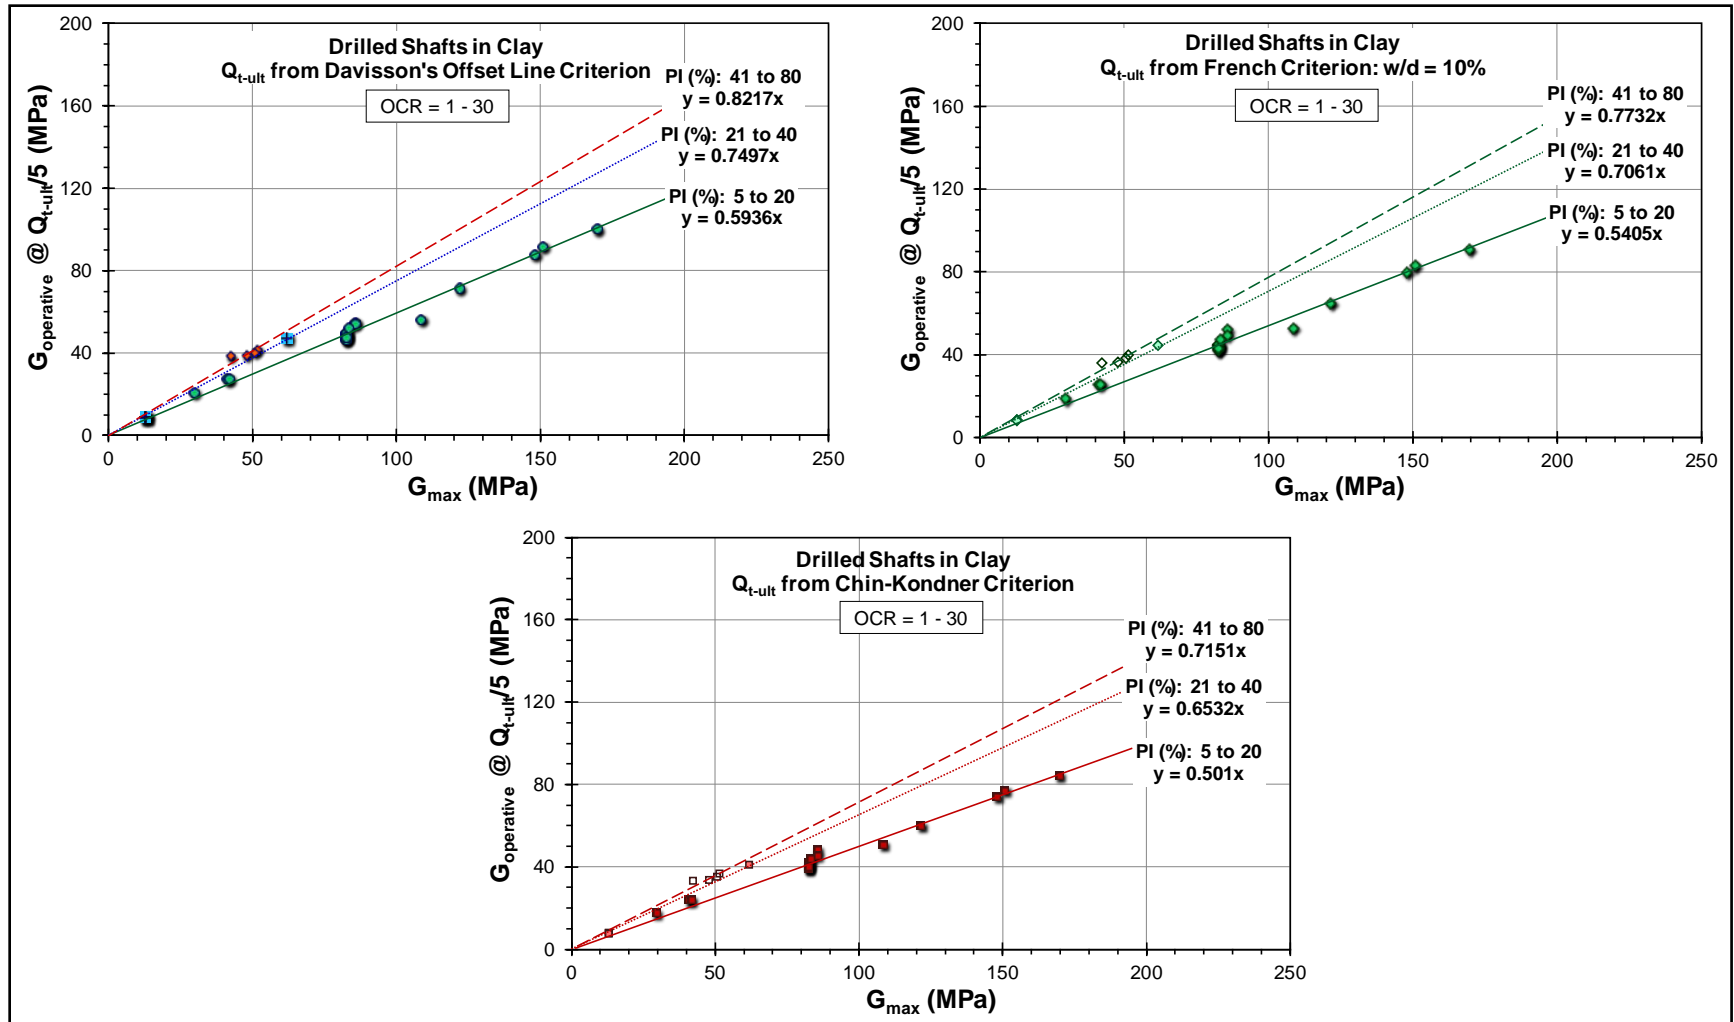 Drilled Shafts in Clay
Qt-ult from Davisson's Offset Line Criterion
OCR = 1 - 30
PI (%): 41 to 80
y = 0.8217x
PI (%): 21 to 40
y = 0.7497x
PI (%): 5 to 20
y = 0.5936x
Goperative @ Qt-ult/5 (MPa)
200
160
120
80
40
0
0 50 100 150 200 250
Gmax (MPa)
Drilled Shafts in Clay
Qt-ult from French Criterion: w/d = 10%
OCR = 1 - 30
PI (%): 41 to 80
y = 0.7732x
PI (%): 21 to 40
y = 0.7061x
PI (%): 5 to 20
y = 0.5405x
Goperative @ Qt-ult/5 (MPa)
200
160
120
80
40
0
0 50 100 150 200 250
Gmax (MPa)
Drilled Shafts in Clay
Qt-ult from Chin-Kondner Criterion
OCR = 1 - 30
PI (%): 41 to 80
y = 0.7151x
PI (%): 21 to 40
y = 0.6532x
PI (%): 5 to 20
y = 0.501x
Goperative @ Qt-ult/5 (MPa)
200
160
120
80
40
0
0 50 100 150 200 250
Gmax (MPa)